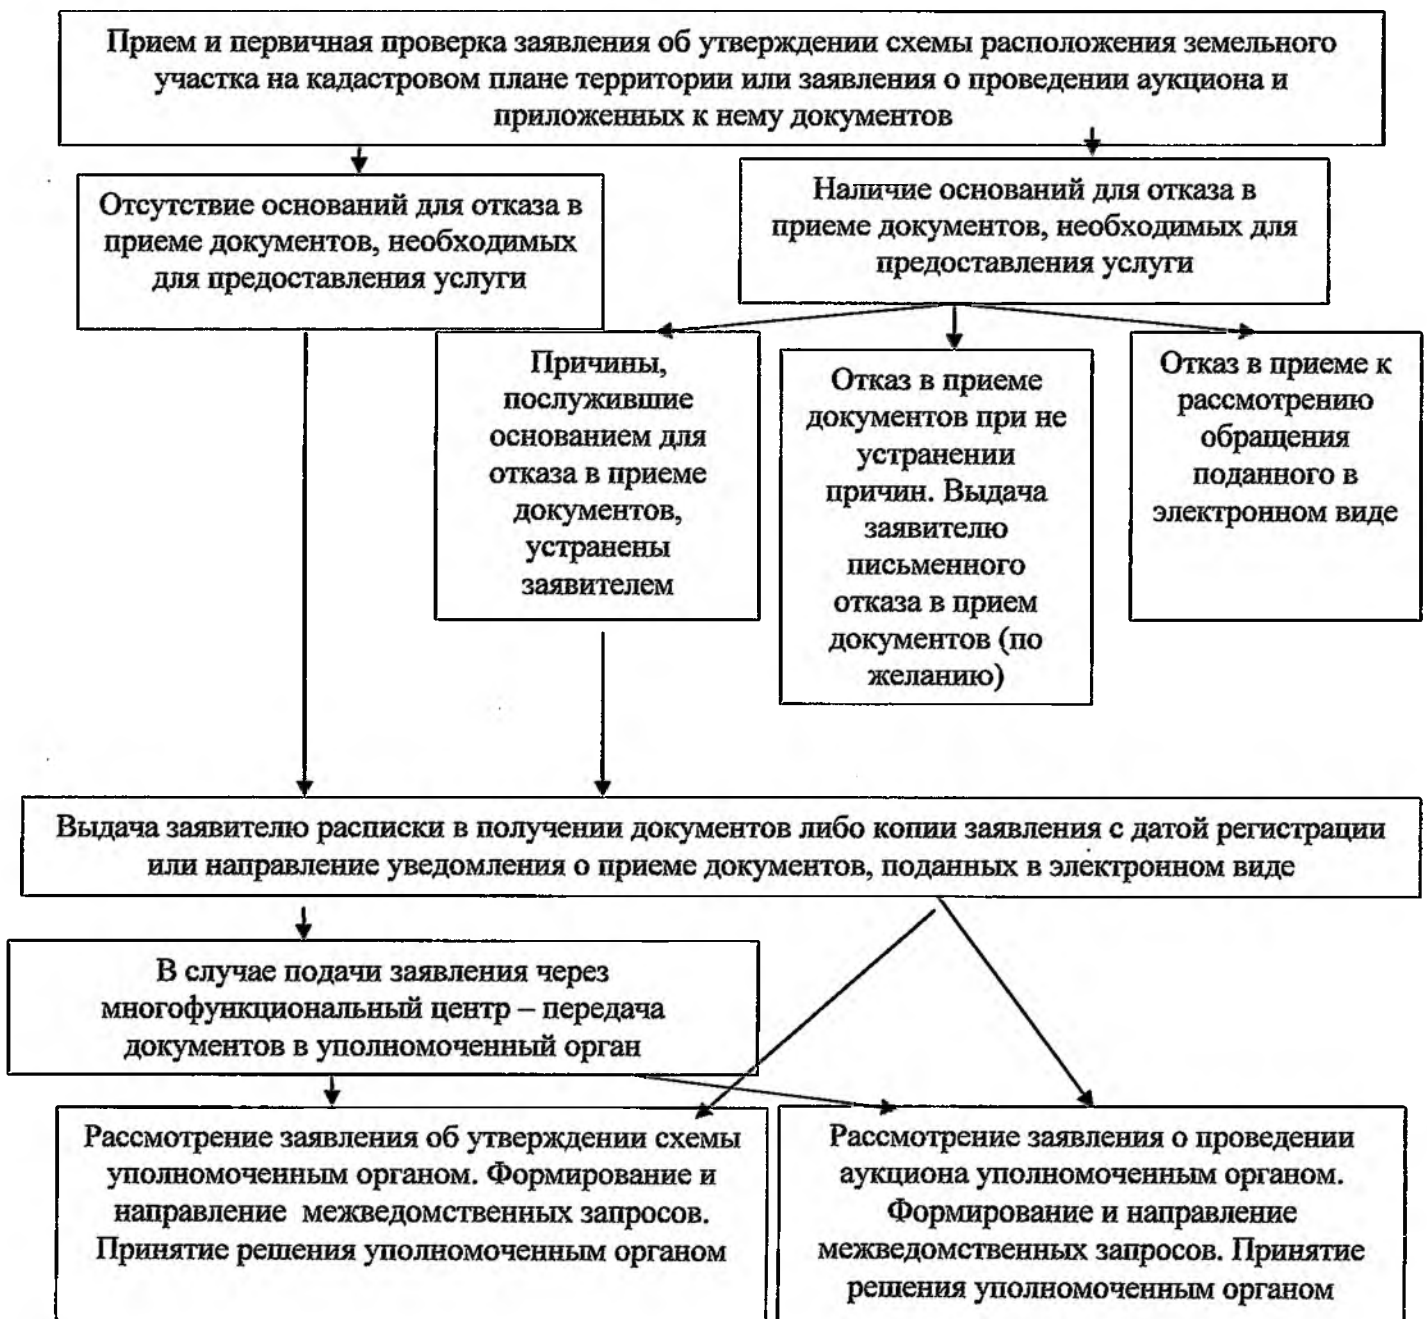 Прием и первичная проверка заявления об утверждении схемы расположения земельного
участка на кадастровом плане территории или заявления о проведении аукциона и
приложенных к нему документов
Отсутствие оснований для отказа в
приеме документов, необходимых
для предоставления услуги
Наличие оснований для отказа в
приеме документов, необходимых для
предоставления услуги
Причины,
послужившие
основанием для
отказа в приеме
документов,
устранены
заявителем
Отказ в приеме
документов при не
устранении
причин. Выдача
заявителю
письменного
отказа в прием
документов (по
желанию)
Отказ в приеме к
рассмотрению
обращения
поданного в
электронном виде
Выдача заявителю расписки в получении документов либо копии заявления с датой регистрации
или направление уведомления о приеме документов, поданных в электронном виде
В случае подачи заявления через
многофункциональный центр – передача
документов в уполномоченный орган
Рассмотрение заявления об утверждении схемы
уполномоченным органом. Формирование и
направление межведомственных запросов.
Принятие решения уполномоченным органом
Рассмотрение заявления о проведении
аукциона уполномоченным органом.
Формирование и направление
межведомственных запросов. Принятие
решения уполномоченным органом